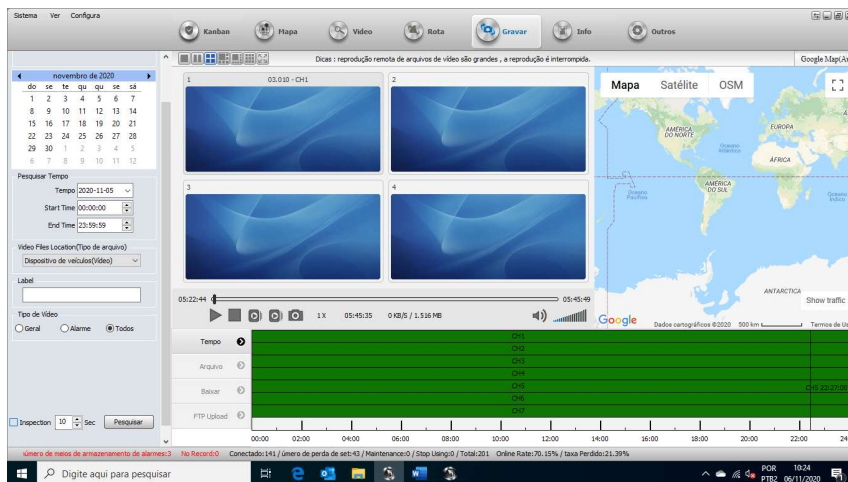 Sistema Ver Configura
Kanban Mapa Video Rota Gravar Info Outros
Dicas : reprodução remota de arquivos de vídeo são grandes , a reprodução é interrompida.
Google Map(Ar
novembro de 2020
do se te qu qu se sá
1 2 3 4 5 6 7
8 9 10 11 12 13 14
15 16 17 18 19 20 21
22 23 24 25 26 27 28
29 30 1 2 3 4 5
6 7 8 9 10 11 12
Pesquisar Tempo
Tempo 2020-11-05
Start Time 00:00:00
End Time 23:59:59
Video Files Location(Tipo de arquivo)
Dispositivo de veículos(Vídeo)
Label
Tipo de Vídeo
Geral Alarme Todos
Inspection 10 Sec Pesquisar
1 03.010 - CH1 2
3 4
05:22:44 05:45:49
1 X 05:45:35 0 KB/S / 1.516 MB
Mapa Satélite OSM
AMÉRICA DO NORTE
EUROPA
Oceano Atlântico
ÁFRICA
AMÉRICA DO SUL
Oceano Pacífico
Oceano Índico
ANTARCTICA
Show traffic
Google Dados cartográficos ©2020 500 km Termos de Us
Tempo
Arquivo
Baixar
FTP Upload
CH1
CH2
CH3
CH4
CH5 CH5 22:27:00
CH6
CH7
00:00 02:00 04:00 06:00 08:00 10:00 12:00 14:00 16:00 18:00 20:00 22:00 24
úmero de meios de armazenamento de alarmes:3 No Record:0 Conectado:141 / úmero de perda de set:43 / Maintenance:0 / Stop Using:0 / Total:201 Online Rate:70.15% / taxa Perdido:21.39%
Digite aqui para pesquisar
POR 10:24
PTB2 06/11/2020